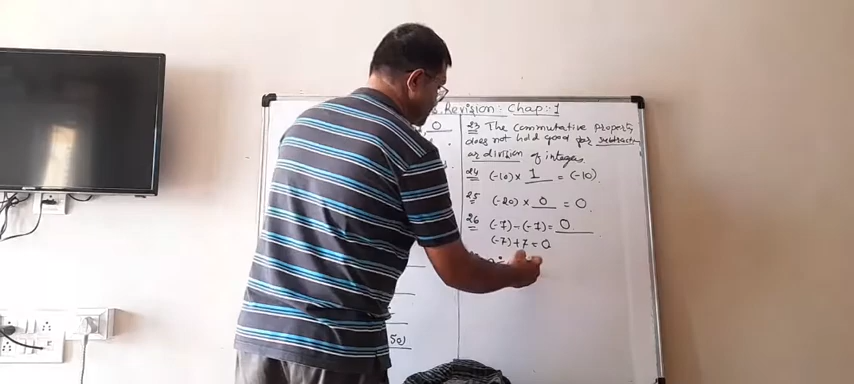 Revision: Chap:-1
0
23 The commutative property
does not hold good for subtract
or division of integers.
24 (-10) × 1 = (-10)
25 (-20) × 0 = 0
26 (-7) - (-7) = 0
(-7) + 7 = 0
50)